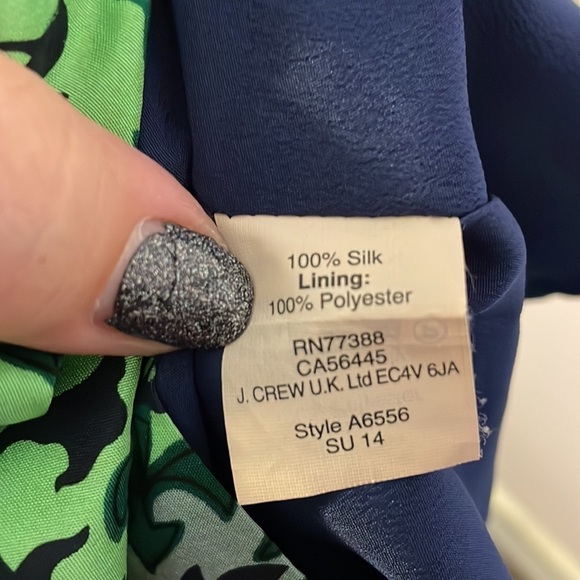 100% Silk
Lining:
100% Polyester
RN77388
CA56445
J. CREW U.K. Ltd EC4V 6JA
Style A6556
SU 14